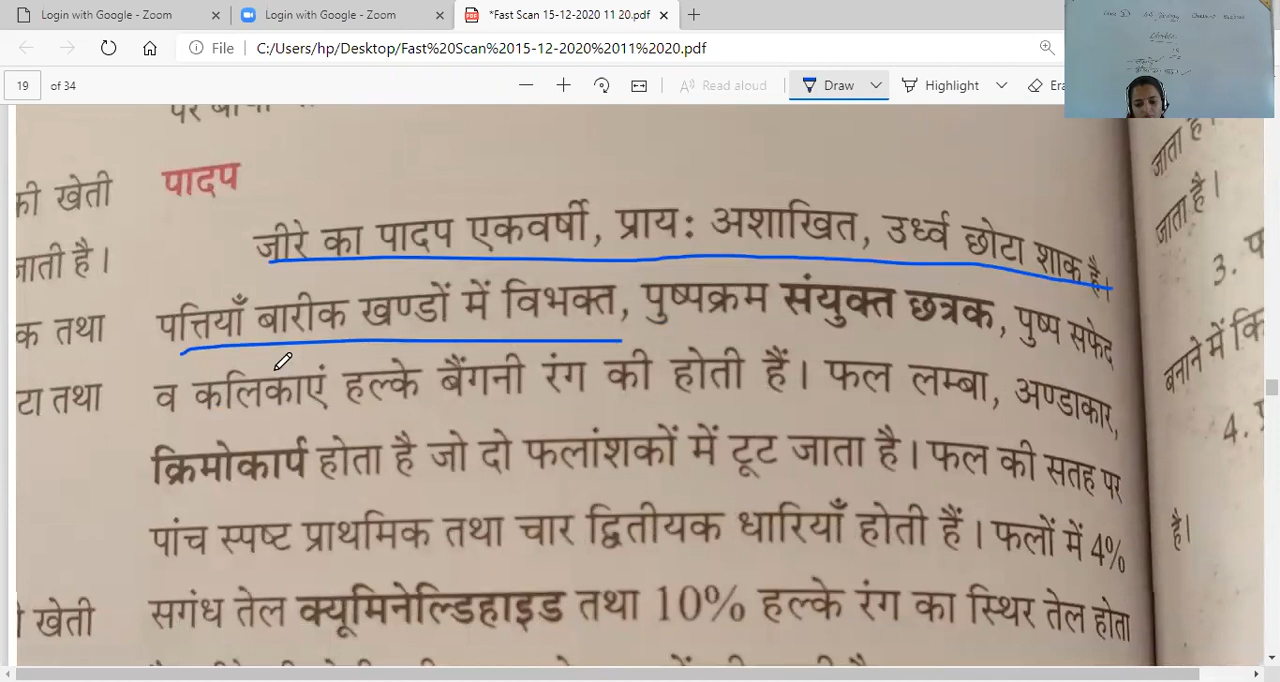 Login with Google - Zoom
Login with Google - Zoom
*Fast Scan 15-12-2020 11 20.pdf
File
C:/Users/hp/Desktop/Fast%20Scan%2015-12-2020%2011%2020.pdf
19 of 34
Read aloud
Draw
Highlight
Era
पादप
जीरे का पादप एकवर्षी, प्राय: अशाखित, उर्ध्व छोटा शाक है।
पत्तियाँ बारीक खण्डों में विभक्त, पुष्पक्रम संयुक्त छत्रक, पुष्प सफेद
व कलिकाएं हल्के बैंगनी रंग की होती हैं। फल लम्बा, अण्डाकार,
क्रिमोकार्प होता है जो दो फलांशकों में टूट जाता है। फल की सतह पर
पांच स्पष्ट प्राथमिक तथा चार द्वितीयक धारियाँ होती हैं। फलों में 4%
सगंध तेल क्यूमिनेल्डिहाइड तथा 10% हल्के रंग का स्थिर तेल होता
की खेती
जाती है।
क तथा
टा तथा
खेती
जाता है।
जाता है।
3.
बनाने में
4.
है।